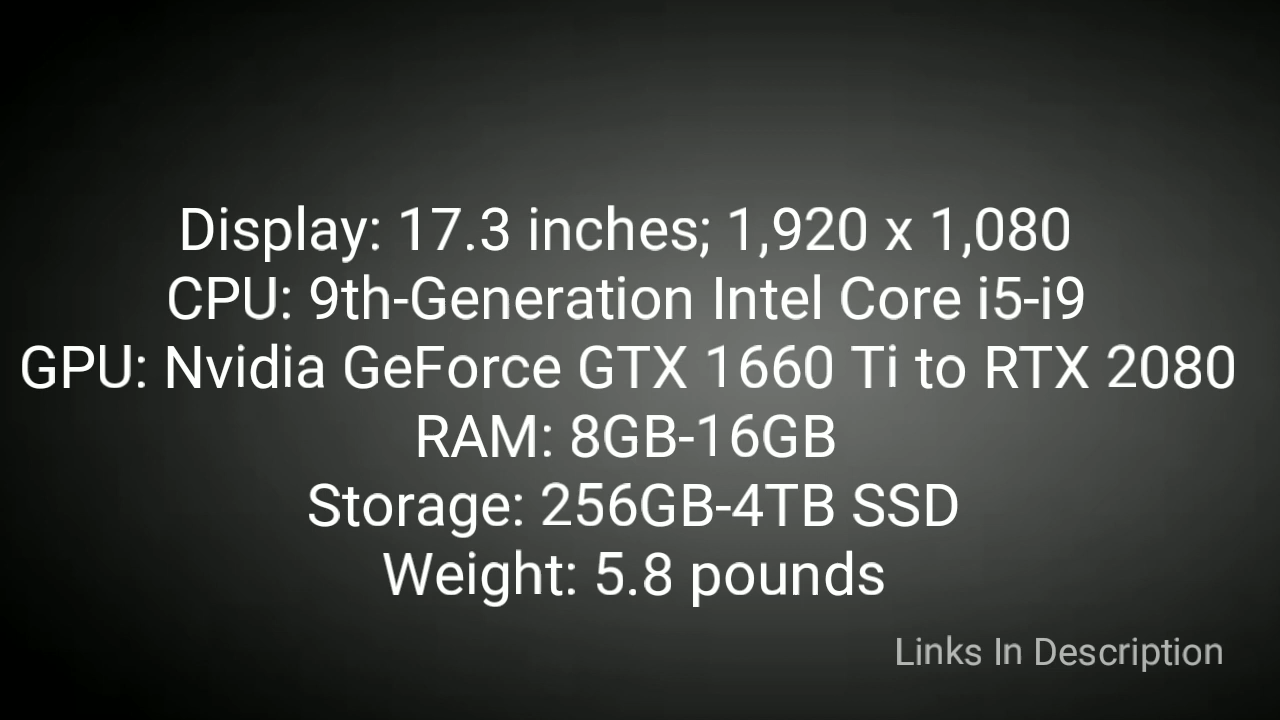 Display: 17.3 inches; 1,920 x 1,080
CPU: 9th-Generation Intel Core i5-i9
GPU: Nvidia GeForce GTX 1660 Ti to RTX 2080
RAM: 8GB-16GB
Storage: 256GB-4TB SSD
Weight: 5.8 pounds
Links In Description